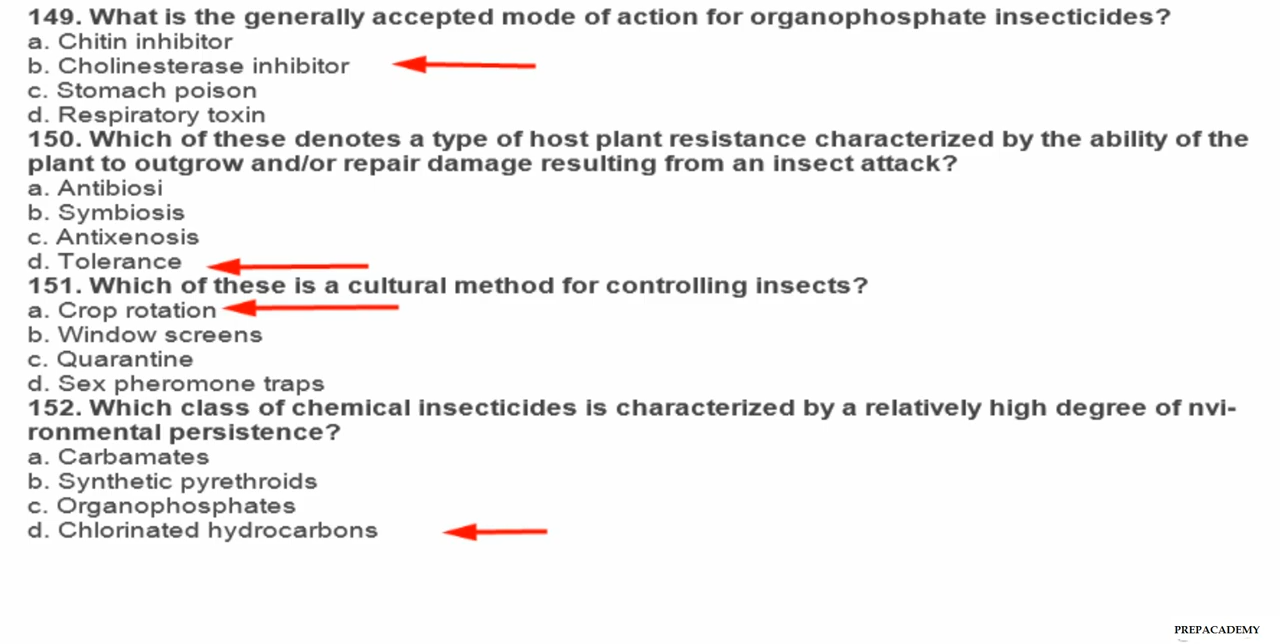 149. What is the generally accepted mode of action for organophosphate insecticides?
a. Chitin inhibitor
b. Cholinesterase inhibitor
c. Stomach poison
d. Respiratory toxin
150. Which of these denotes a type of host plant resistance characterized by the ability of the
plant to outgrow and/or repair damage resulting from an insect attack?
a. Antibiosi
b. Symbiosis
c. Antixenosis
d. Tolerance
151. Which of these is a cultural method for controlling insects?
a. Crop rotation
b. Window screens
c. Quarantine
d. Sex pheromone traps
152. Which class of chemical insecticides is characterized by a relatively high degree of nvi-
ronmental persistence?
a. Carbamates
b. Synthetic pyrethroids
c. Organophosphates
d. Chlorinated hydrocarbons
PREPACADEMY